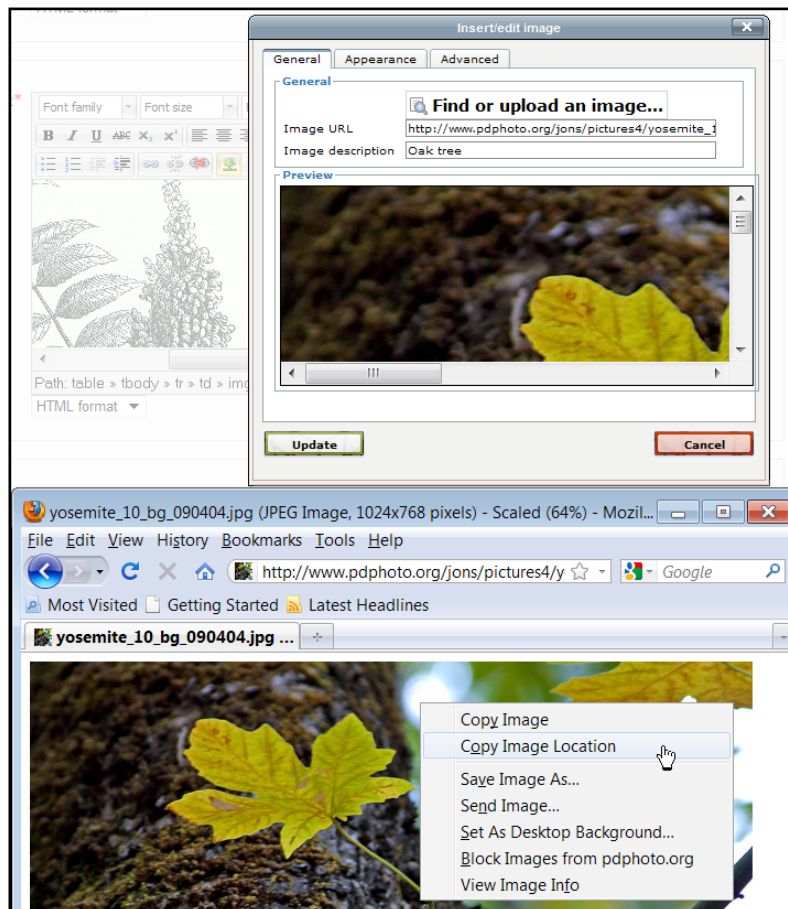 HTML format
Insert/edit image
General Appearance Advanced
General
Find or upload an image...
Image URL http://www.pdphoto.org/jons/pictures4/yosemite_1
Image description Oak tree
Preview
* Font family Font size
B I U ABC X₂ X²
Path: table » tbody » tr » td » img
HTML format
Update Cancel
yosemite_10_bg_090404.jpg (JPEG Image, 1024x768 pixels) - Scaled (64%) - Mozil...
File Edit View History Bookmarks Tools Help
http://www.pdphoto.org/jons/pictures4/y Google
Most Visited Getting Started Latest Headlines
yosemite_10_bg_090404.jpg ...
Copy Image
Copy Image Location
Save Image As...
Send Image...
Set As Desktop Background...
Block Images from pdphoto.org
View Image Info